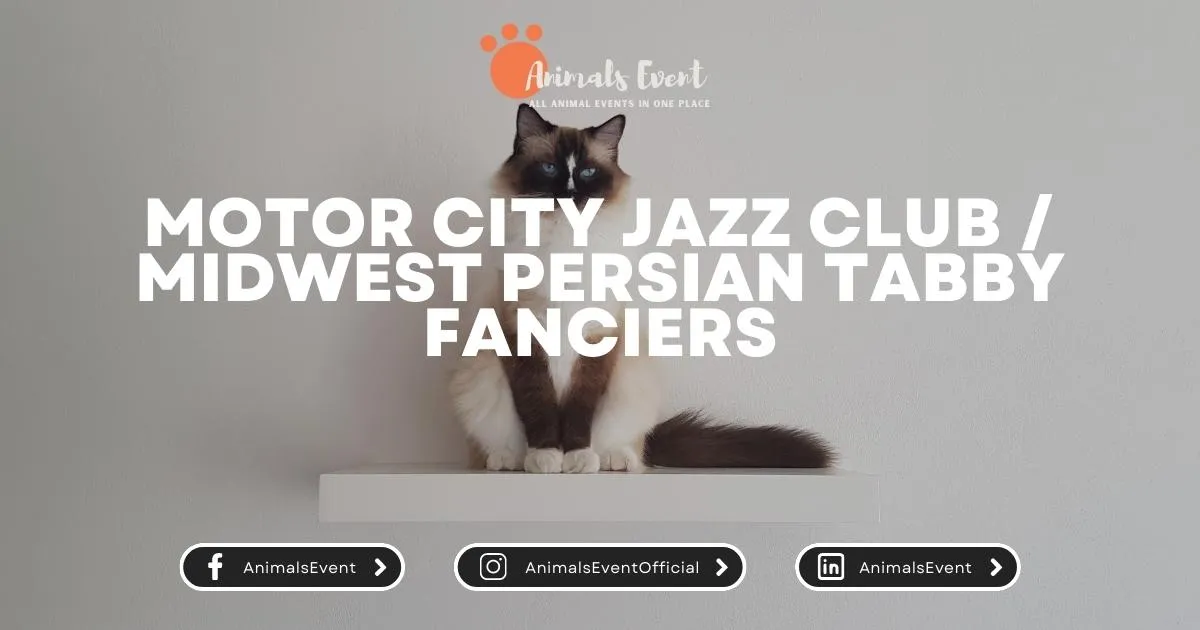 Animals Event
ALL ANIMAL EVENTS IN ONE PLACE
MOTOR CITY JAZZ CLUB /
MIDWEST PERSIAN TABBY
FANCIERS
AnimalsEvent
AnimalsEventOfficial
AnimalsEvent